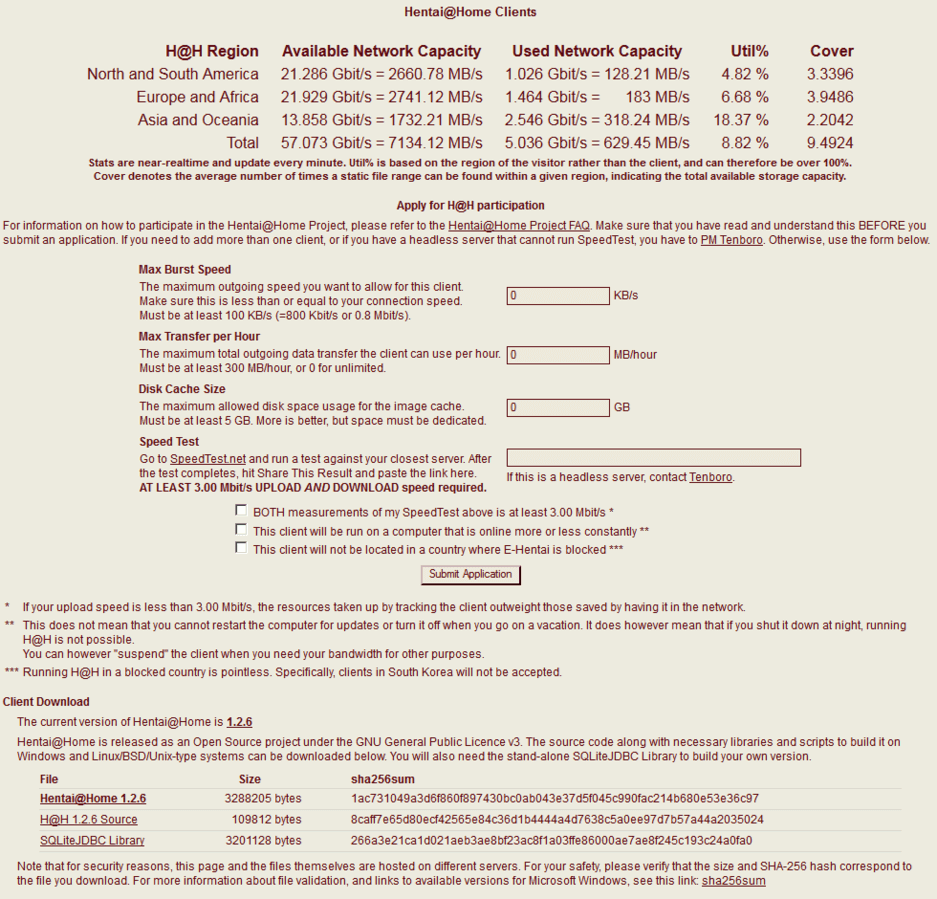 Hentai@Home Clients
H@H Region Available Network Capacity Used Network Capacity Util% Cover
North and South America 21.286 Gbit/s = 2660.78 MB/s 1.026 Gbit/s = 128.21 MB/s 4.82 % 3.3396
Europe and Africa 21.929 Gbit/s = 2741.12 MB/s 1.464 Gbit/s = 183 MB/s 6.68 % 3.9486
Asia and Oceania 13.858 Gbit/s = 1732.21 MB/s 2.546 Gbit/s = 318.24 MB/s 18.37 % 2.2042
Total 57.073 Gbit/s = 7134.12 MB/s 5.036 Gbit/s = 629.45 MB/s 8.82 % 9.4924
Stats are near-realtime and update every minute. Util% is based on the region of the visitor rather than the client, and can therefore be over 100%.
Cover denotes the average number of times a static file range can be found within a given region, indicating the total available storage capacity.
Apply for H@H participation
For information on how to participate in the Hentai@Home Project, please refer to the Hentai@Home Project FAQ. Make sure that you have read and understand this BEFORE you
submit an application. If you need to add more than one client, or if you have a headless server that cannot run SpeedTest, you have to PM Tenboro. Otherwise, use the form below.
Max Burst Speed
The maximum outgoing speed you want to allow for this client.
Make sure this is less than or equal to your connection speed.
Must be at least 100 KB/s (=800 Kbit/s or 0.8 Mbit/s).
0 KB/s
Max Transfer per Hour
The maximum total outgoing data transfer the client can use per hour.
Must be at least 300 MB/hour, or 0 for unlimited.
0 MB/hour
Disk Cache Size
The maximum allowed disk space usage for the image cache.
Must be at least 5 GB. More is better, but space must be dedicated.
0 GB
Speed Test
Go to SpeedTest.net and run a test against your closest server. After
the test completes, hit Share This Result and paste the link here.
AT LEAST 3.00 Mbit/s UPLOAD AND DOWNLOAD speed required.
If this is a headless server, contact Tenboro.
BOTH measurements of my SpeedTest above is at least 3.00 Mbit/s *
This client will be run on a computer that is online more or less constantly **
This client will not be located in a country where E-Hentai is blocked ***
Submit Application
* If your upload speed is less than 3.00 Mbit/s, the resources taken up by tracking the client outweight those saved by having it in the network.
** This does not mean that you cannot restart the computer for updates or turn it off when you go on a vacation. It does however mean that if you shut it down at night, running
H@H is not possible.
You can however "suspend" the client when you need your bandwidth for other purposes.
*** Running H@H in a blocked country is pointless. Specifically, clients in South Korea will not be accepted.
Client Download
The current version of Hentai@Home is 1.2.6
Hentai@Home is released as an Open Source project under the GNU General Public Licence v3. The source code along with necessary libraries and scripts to build it on
Windows and Linux/BSD/Unix-type systems can be downloaded below. You will also need the stand-alone SQLiteJDBC Library to build your own version.
File Size sha256sum
Hentai@Home 1.2.6 3288205 bytes 1ac731049a3d6f860f897430bc0ab043e37d5f045c990fac214b680e53e36c97
H@H 1.2.6 Source 109812 bytes 8caff7e65d80ecf42565e84c36d1b4444a4d7638c5a0ee97d7b57a44a2035024
SQLiteJDBC Library 3201128 bytes 266a3e21ca1d021aeb3ae8bf23ac8f1a03ffe86000ae7ae8f245c193c24a0fa0
Note that for security reasons, this page and the files themselves are hosted on different servers. For your safety, please verify that the size and SHA-256 hash correspond to
the file you download. For more information about file validation, and links to available versions for Microsoft Windows, see this link: sha256sum